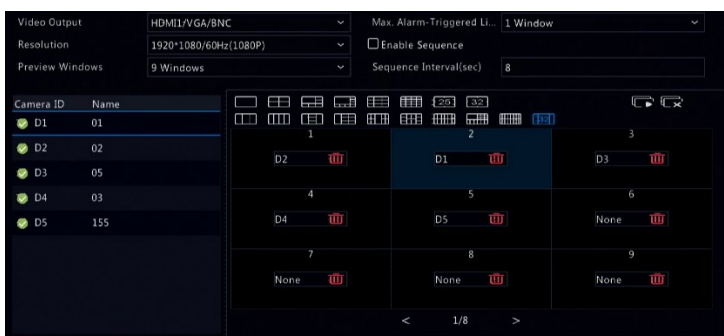 Video Output HDMI1/VGA/BNC Max. Alarm-Triggered Li... 1 Window
Resolution 1920*1080/60Hz(1080P) Enable Sequence
Preview Windows 9 Windows Sequence Interval(sec) 8
Camera ID Name
25 32
D1 01
D2 02
D3 05
D4 03
D5 155
1 2 3
D2 D1 D3
4 5 6
D4 D5 None
7 8 9
None None None
< 1/8 >